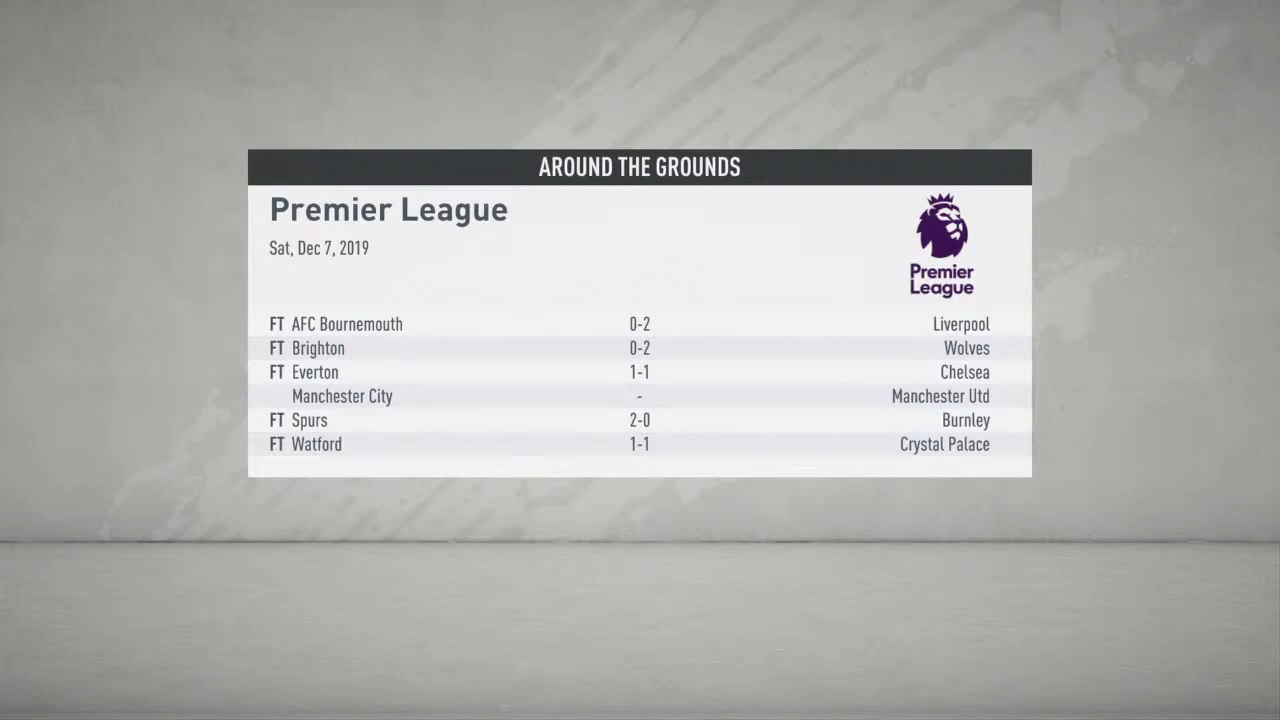 AROUND THE GROUNDS
Premier League
Sat, Dec 7, 2019
Premier
League
FT AFC Bournemouth 0-2 Liverpool
FT Brighton 0-2 Wolves
FT Everton 1-1 Chelsea
Manchester City - Manchester Utd
FT Spurs 2-0 Burnley
FT Watford 1-1 Crystal Palace